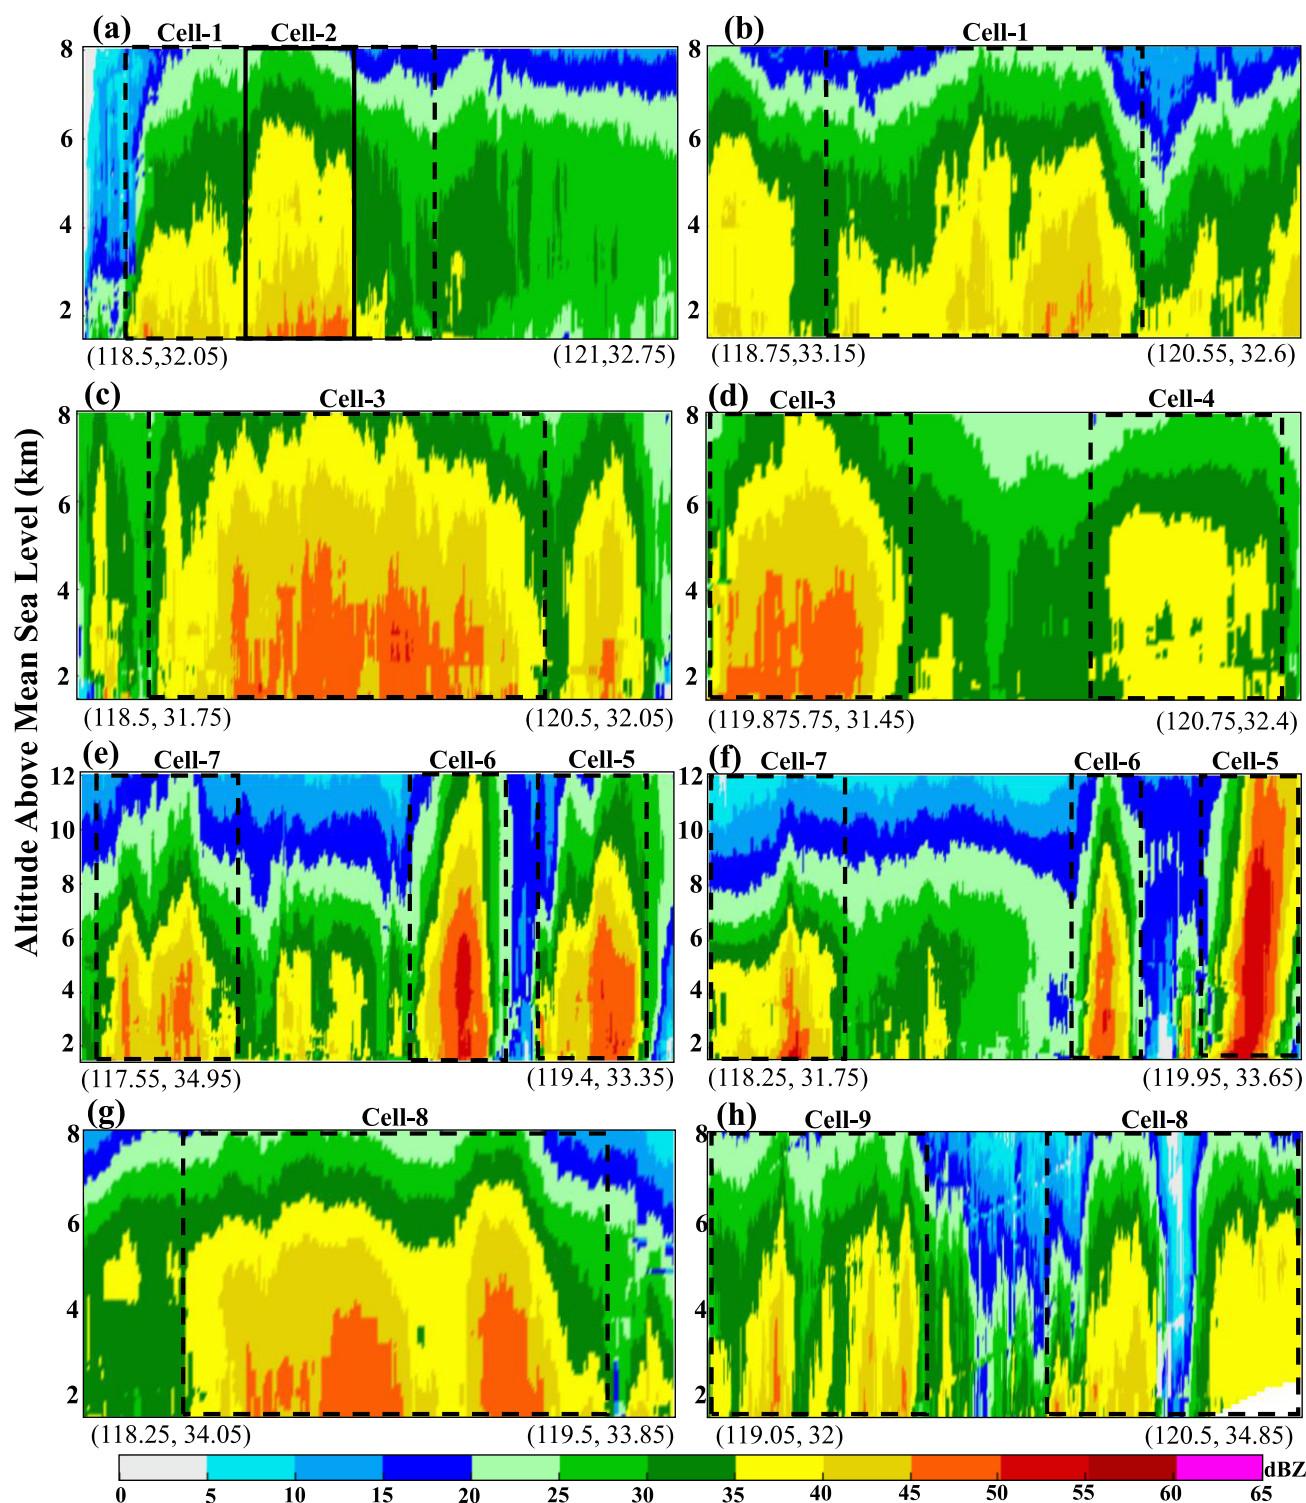 (a) Cell-1 Cell-2
(b) Cell-1
8 6 4 2
8 6 4 2
(118.5,32.05) (121,32.75)
(118.75,33.15) (120.55, 32.6)
(c) Cell-3
(d) Cell-3 Cell-4
8 6 4 2
8 6 4 2
(118.5, 31.75) (120.5, 32.05)
(119.875.75, 31.45) (120.75,32.4)
Altitude Above Mean Sea Level (km)
(e) Cell-7 Cell-6 Cell-5
(f) Cell-7 Cell-6 Cell-5
12 10 8 6 4 2
12 10 8 6 4 2
(117.55, 34.95) (119.4, 33.35)
(118.25, 31.75) (119.95, 33.65)
(g) Cell-8
(h) Cell-9 Cell-8
8 6 4 2
8 6 4 2
(118.25, 34.05) (119.5, 33.85)
(119.05, 32) (120.5, 34.85)
dBZ
0 5 10 15 20 25 30 35 40 45 50 55 60 65